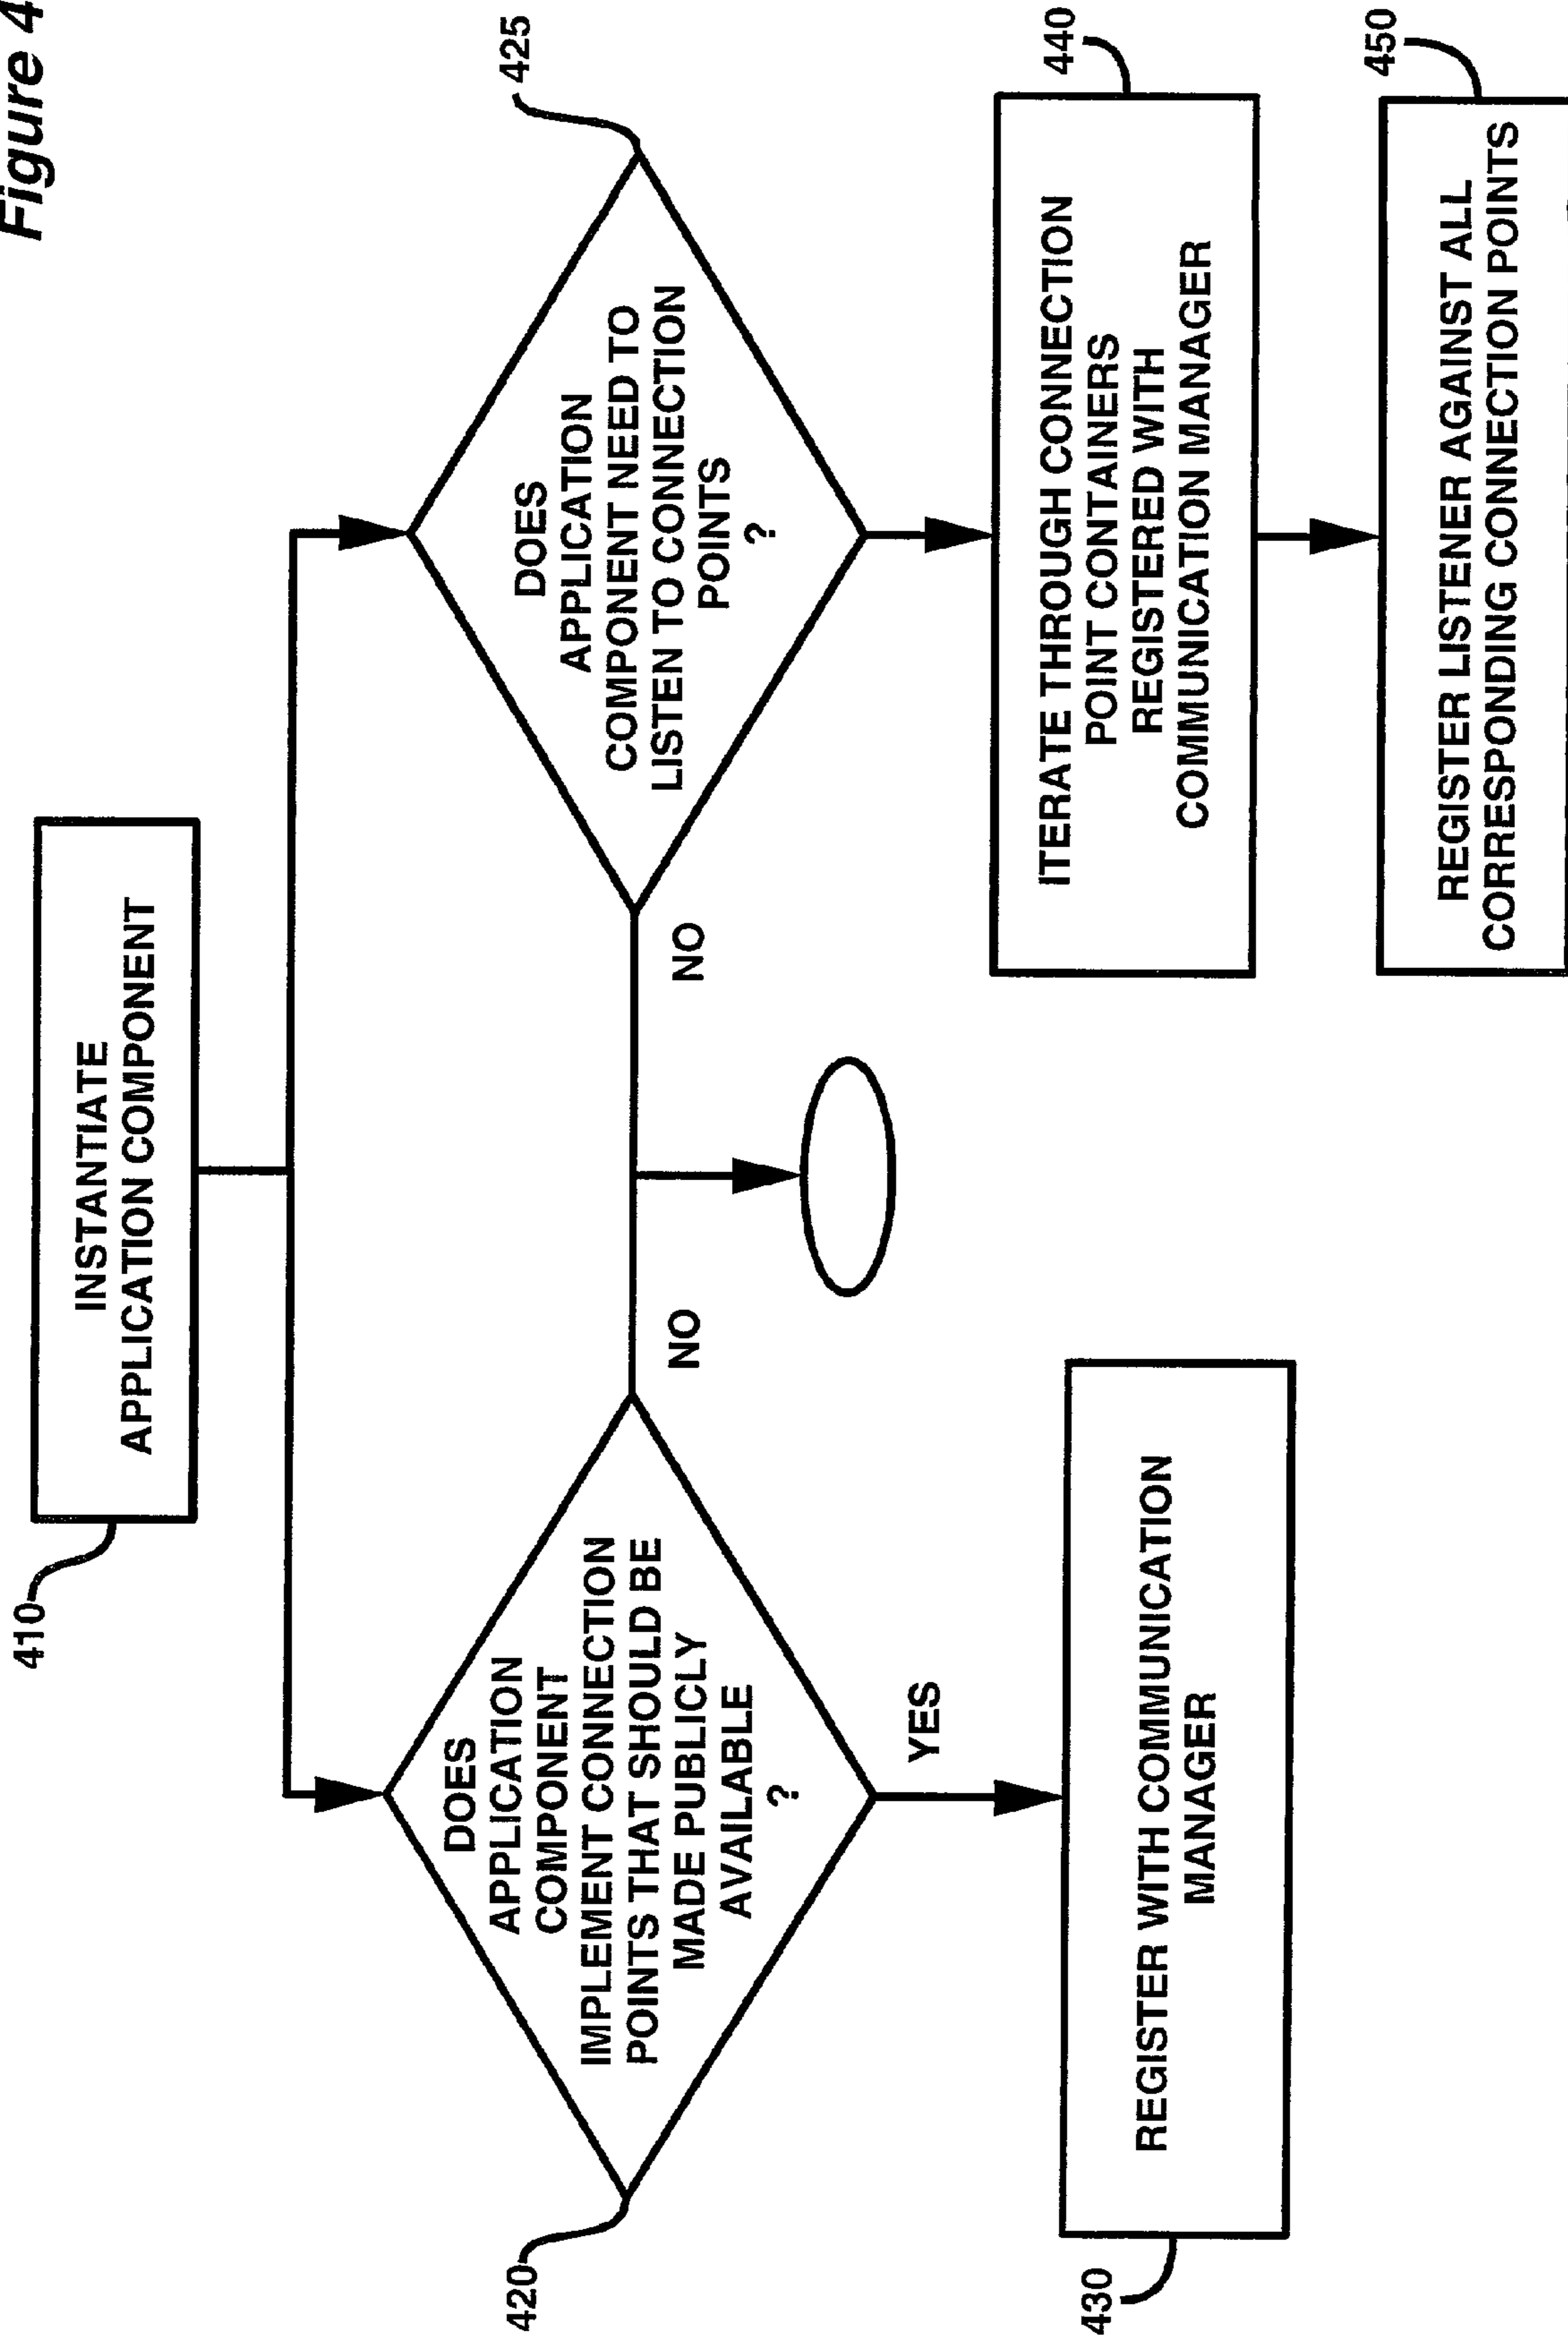 Figure 4
410
INSTANTIATE
APPLICATION COMPONENT
420
DOES
APPLICATION
COMPONENT
IMPLEMENT CONNECTION
POINTS THAT SHOULD BE
MADE PUBLICLY
AVAILABLE
?
NO
YES
NO
425
DOES
APPLICATION
COMPONENT NEED TO
LISTEN TO CONNECTION
POINTS
?
430
REGISTER WITH COMMUNICATION
MANAGER
440
ITERATE THROUGH CONNECTION
POINT CONTAINERS
REGISTERED WITH
COMMUNICATION MANAGER
450
REGISTER LISTENER AGAINST ALL
CORRESPONDING CONNECTION POINTS